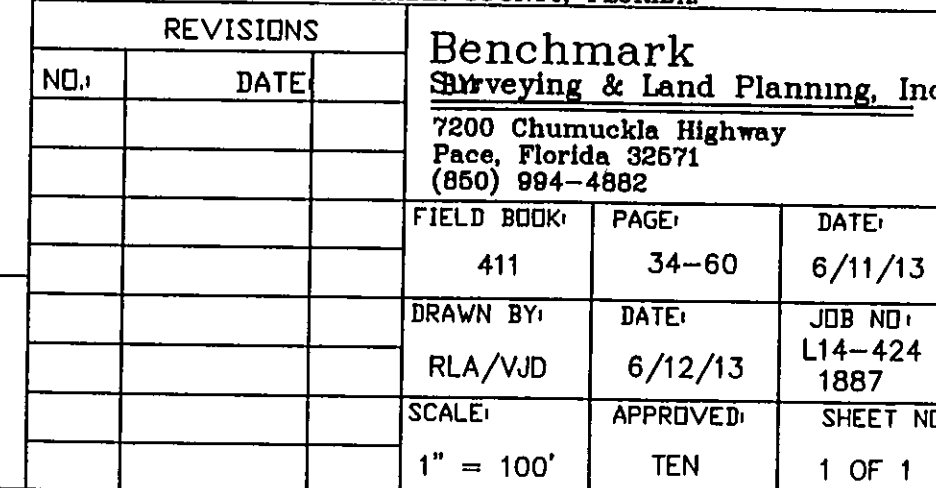 REVISIONS
NO.: DATE:
Benchmark
Surveying & Land Planning, Inc
7200 Chumuckla Highway
Pace, Florida 32571
(850) 994-4882
FIELD BOOK: PAGE: DATE:
411 34-60 6/11/13
DRAWN BY: DATE: JOB NO:
RLA/VJD 6/12/13 L14-424
1887
SCALE: APPROVED: SHEET NO
1" = 100' TEN 1 OF 1